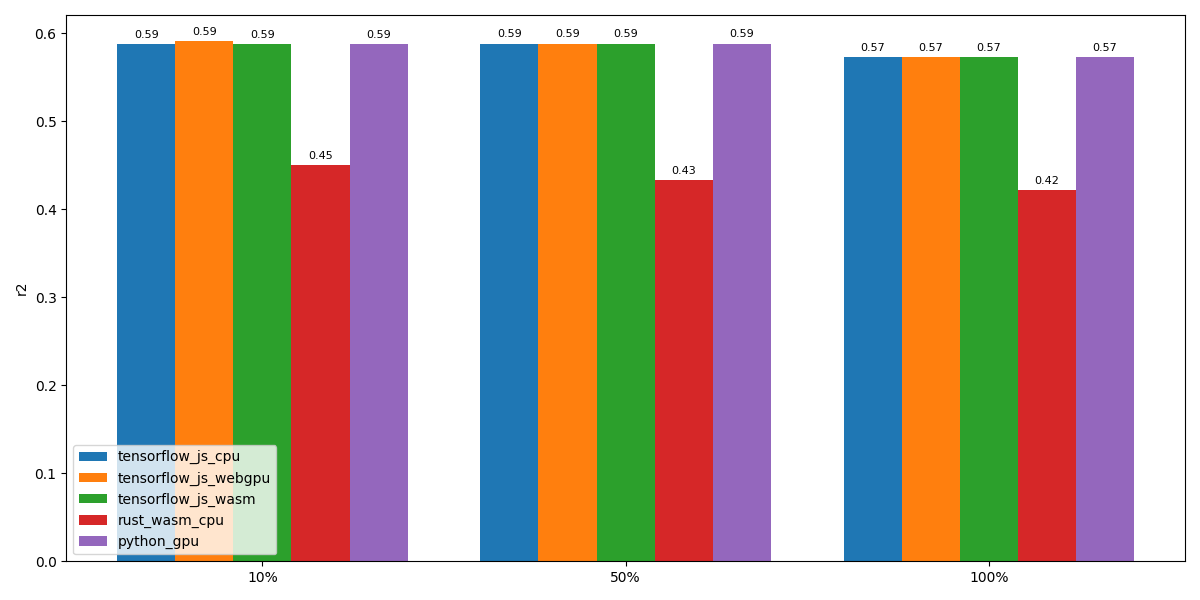 0.6
0.5
0.4
0.3
0.2
0.1
0.0
r2
0.59 0.59 0.59 0.45 0.59
0.59 0.59 0.59 0.43 0.59
0.57 0.57 0.57 0.42 0.57
tensorflow_js_cpu
tensorflow_js_webgpu
tensorflow_js_wasm
rust_wasm_cpu
python_gpu
10% 50% 100%